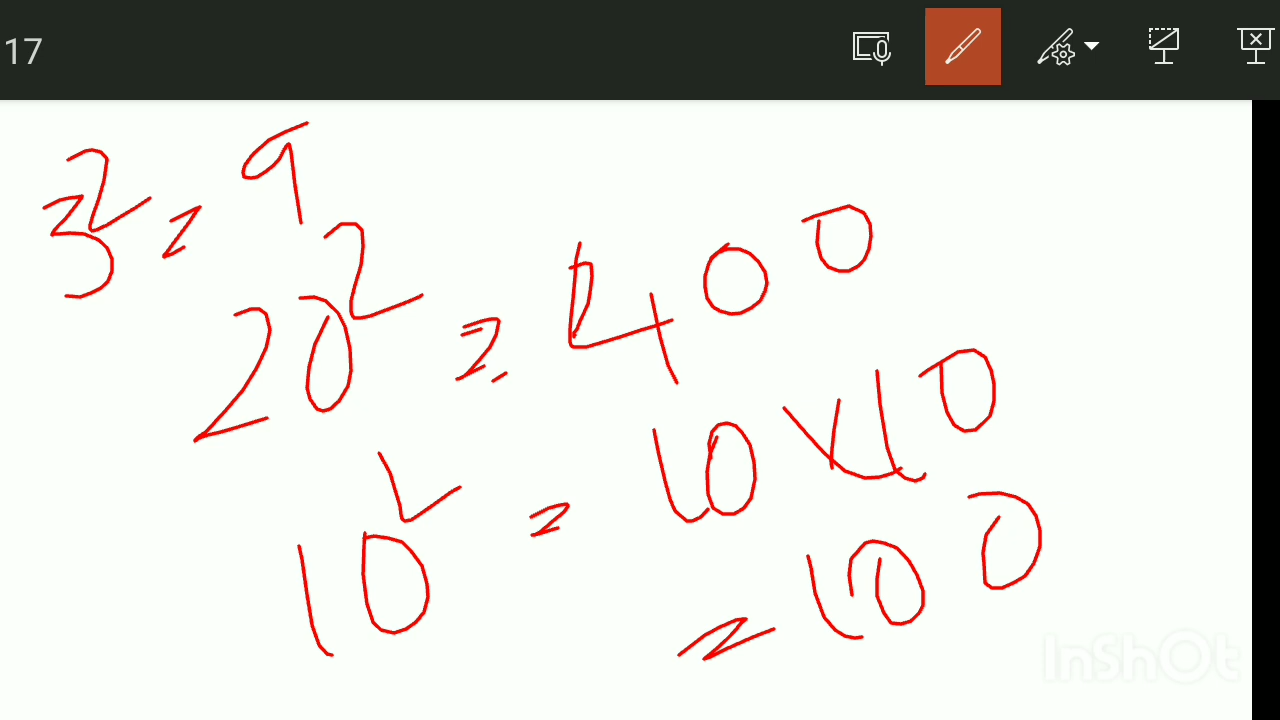 17
3² = 9
20² = 400
10² = 10 × 10
= 100
InShOt